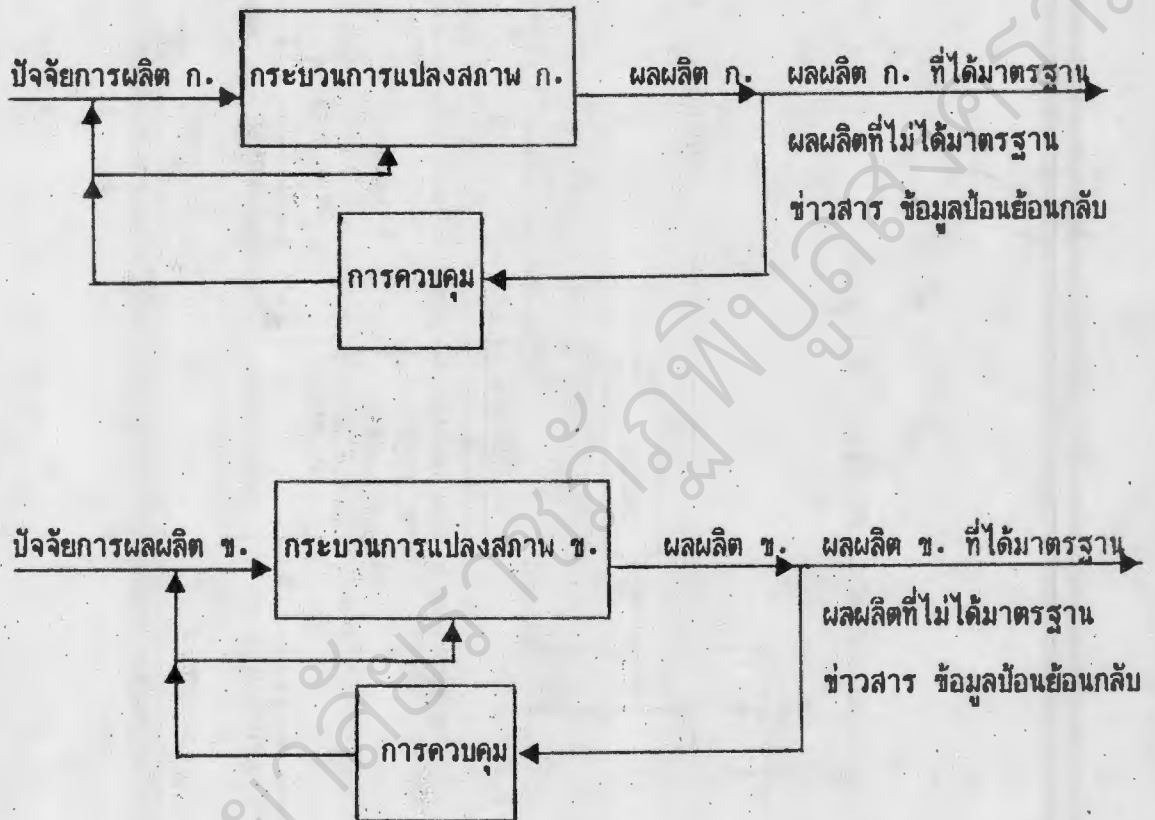 ปัจจัยการผลิต ก. กระบวนการแปลงสภาพ ก. ผลผลิต ก. ผลผลิต ก. ที่ได้มาตรฐาน
ผลผลิตที่ไม่ได้มาตรฐาน
ข่าวสาร ข้อมูลป้อนย้อนกลับ
การควบคุม
ปัจจัยการผลผลิต ข. กระบวนการแปลงสภาพ ข. ผลผลิต ข. ผลผลิต ข. ที่ได้มาตรฐาน
ผลผลิตที่ไม่ได้มาตรฐาน
ข่าวสาร ข้อมูลป้อนย้อนกลับ
การควบคุม